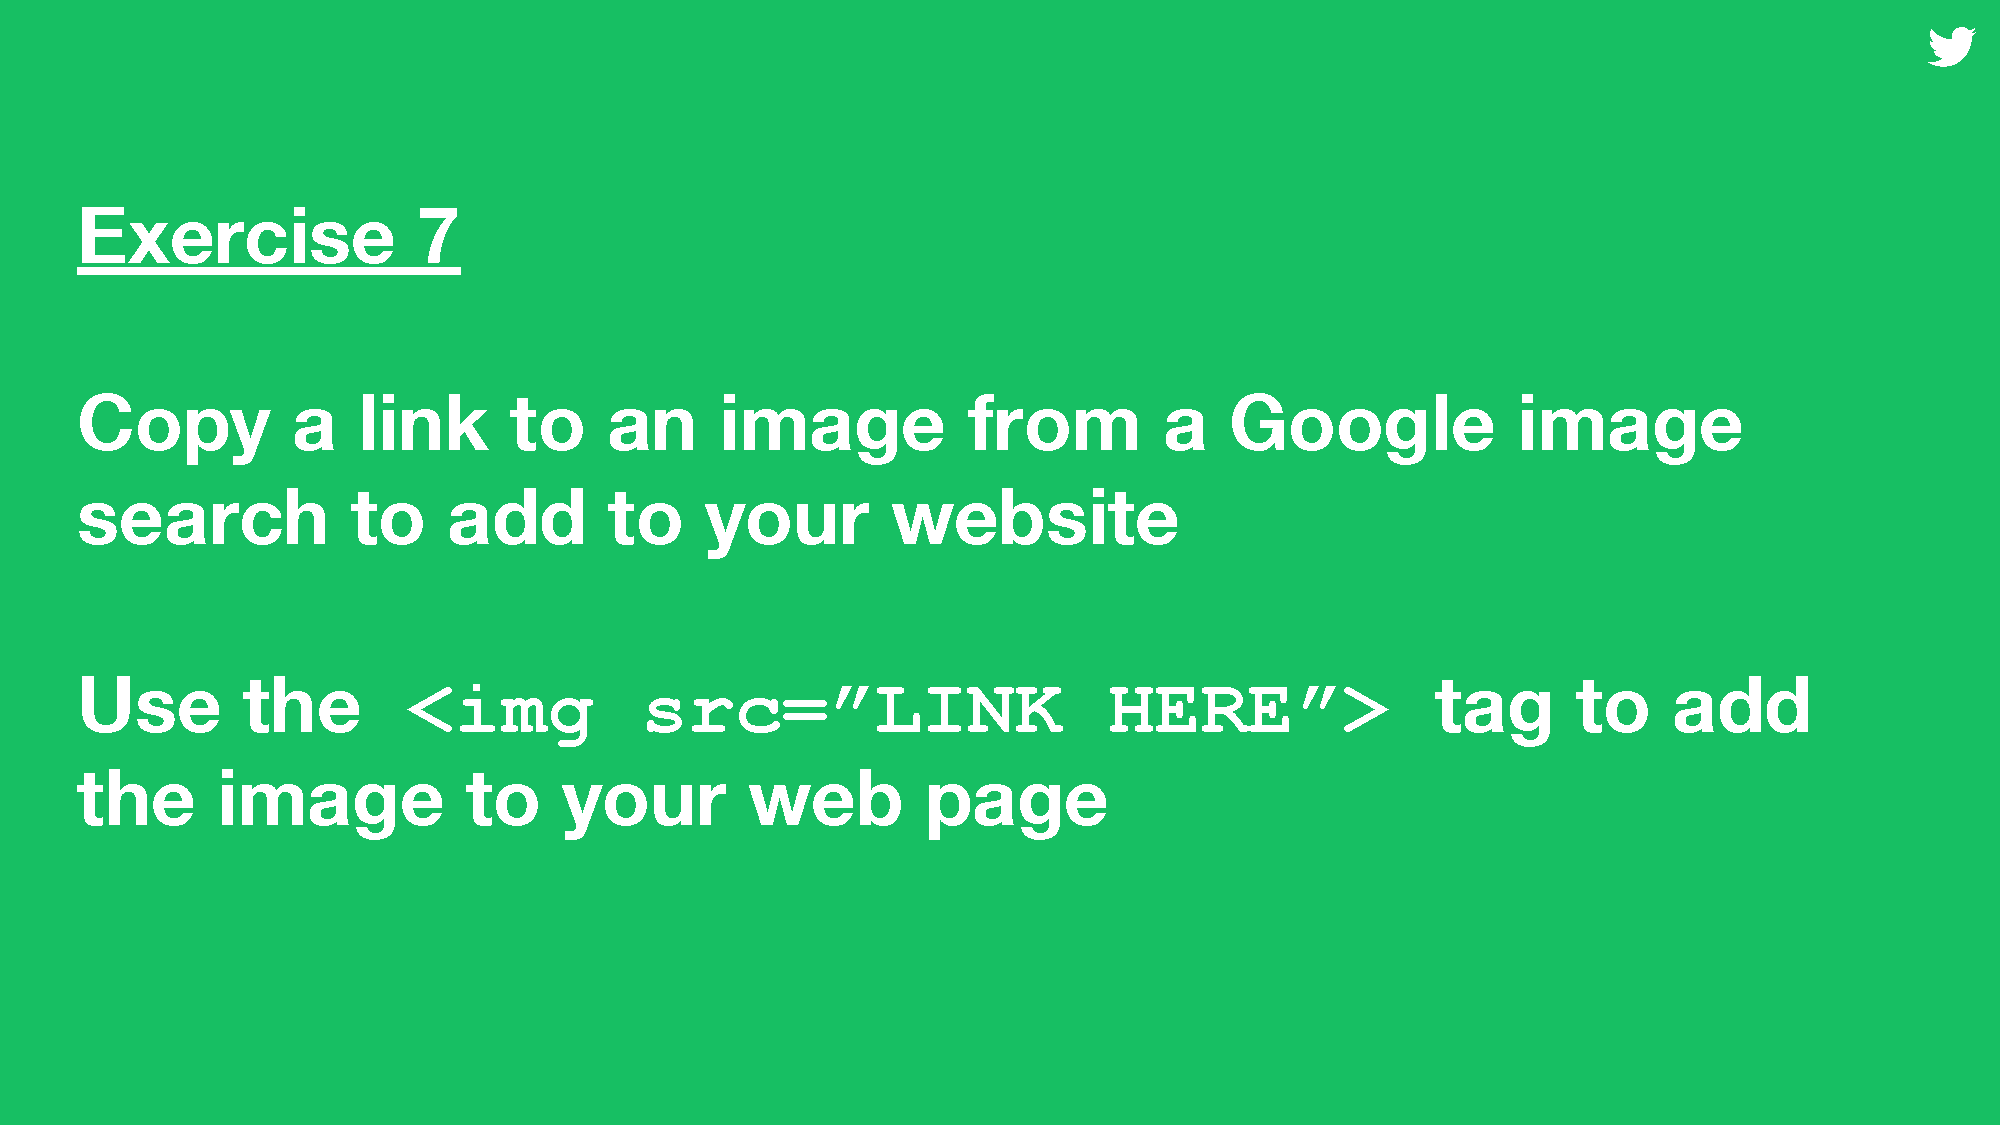 Exercise 7
Copy a link to an image from a Google image
search to add to your website
Use the <img src=”LINK HERE”> tag to add
the image to your web page